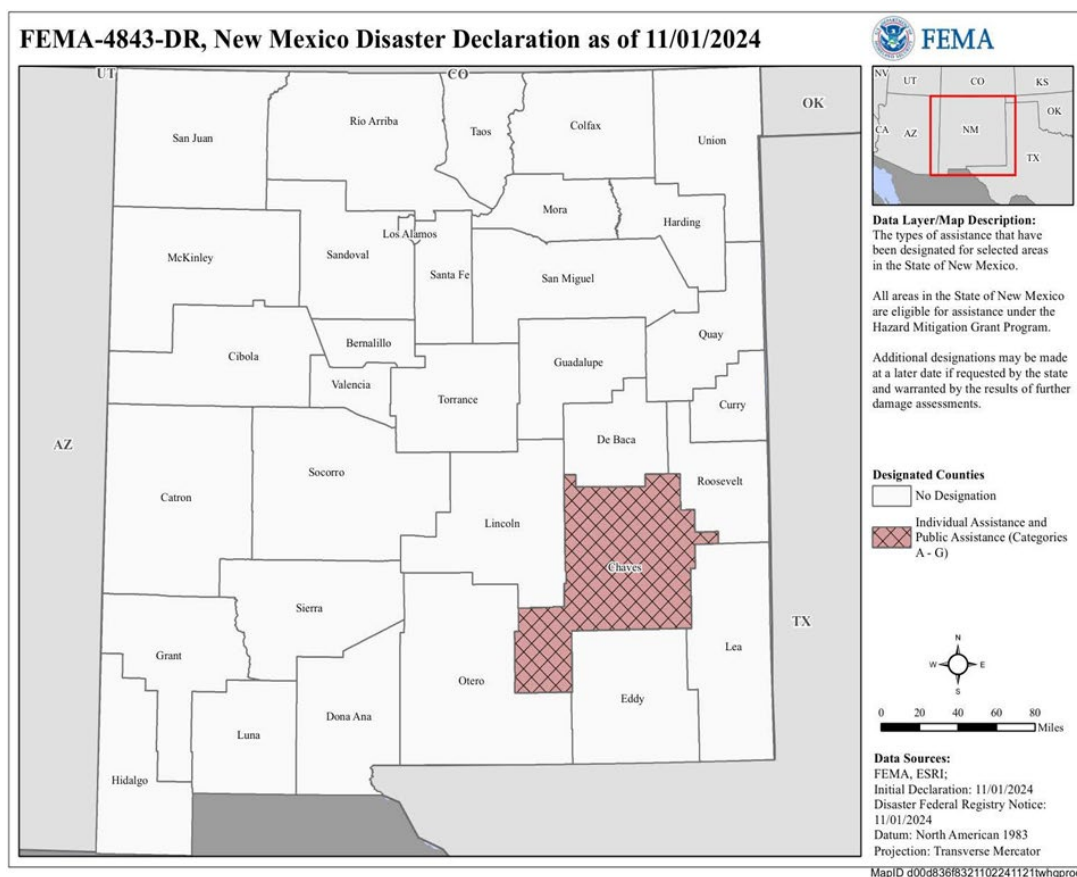 FEMA-4843-DR, New Mexico Disaster Declaration as of 11/01/2024
FEMA
UT
CO
OK
AZ
TX
San Juan
Rio Arriba
Taos
Colfax
Union
Mora
Harding
Los Alamos
McKinley
Sandoval
Santa Fe
San Miguel
Quay
Bernalillo
Cibola
Guadalupe
Valencia
Torrance
Curry
De Baca
Socorro
Roosevelt
Catron
Lincoln
Chaves
Sierra
Grant
Lea
Otero
Eddy
Dona Ana
Luna
Hidalgo
NV
UT
CO
KS
OK
CA
AZ
NM
TX
Data Layer/Map Description:
The types of assistance that have
been designated for selected areas
in the State of New Mexico.
All areas in the State of New Mexico
are eligible for assistance under the
Hazard Mitigation Grant Program.
Additional designations may be made
at a later date if requested by the state
and warranted by the results of further
damage assessments.
Designated Counties
No Designation
Individual Assistance and
Public Assistance (Categories
A - G)
N
W E
S
0 20 40 60 80
Miles
Data Sources:
FEMA, ESRI;
Initial Declaration: 11/01/2024
Disaster Federal Registry Notice:
11/01/2024
Datum: North American 1983
Projection: Transverse Mercator